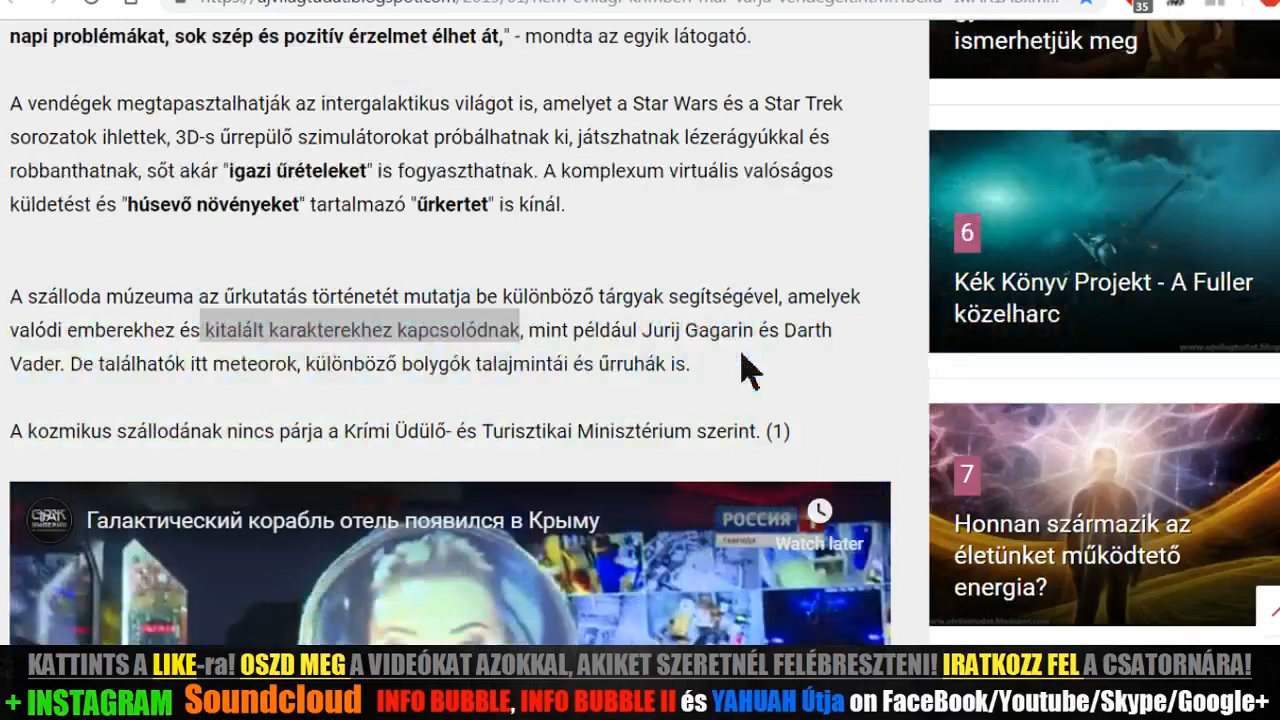 35
napi problémákat, sok szép és pozitív érzelmet élhet át," - mondta az egyik látogató.
A vendégek megtapasztalhatják az intergalaktikus világot is, amelyet a Star Wars és a Star Trek
sorozatok ihlettek, 3D-s űrrepülő szimulátorokat próbálhatnak ki, játszhatnak lézerágyúkkal és
robbanthatnak, sőt akár "igazi űrételeket" is fogyaszthatnak. A komplexum virtuális valóságos
küldetést és "húsevő növényeket" tartalmazó "űrkertet" is kínál.
A szálloda múzeuma az űrkutatás történetét mutatja be különböző tárgyak segítségével, amelyek
valódi emberekhez és kitalált karakterekhez kapcsolódnak, mint például Jurij Gagarin és Darth
Vader. De találhatók itt meteorok, különböző bolygók talajmintái és űrruhák is.
A kozmikus szállodának nincs párja a Krími Üdülő- és Turisztikai Minisztérium szerint. (1)
Галактический корабль отель появился в Крыму
РОССИЯ
Watch later
ismerhetjük meg
6
Kék Könyv Projekt - A Fuller
közelharc
7
Honnan származik az
életünket működtető
energia?
KATTINTS A LIKE-ra! OSZD MEG A VIDEÓKAT AZOKKAL, AKIKET SZERETNÉL FELÉBRESZTENI! IRATKOZZ FEL A CSATORNÁRA!
+ INSTAGRAM Soundcloud INFO BUBBLE, INFO BUBBLE II és YAHUAH Útja on FaceBook/Youtube/Skype/Google+